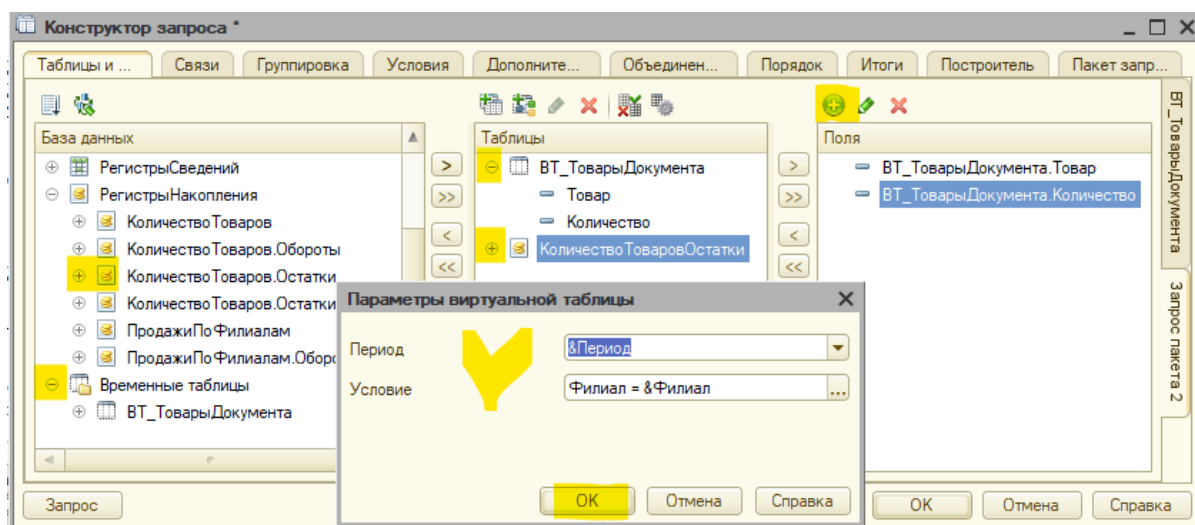 Конструктор запроса *
Таблицы и ... Связи Группировка Условия Дополните... Объединен... Порядок Итоги Построитель Пакет запр...
База данных
РегистрыСведений
РегистрыНакопления
КоличествоТоваров
КоличествоТоваров.Обороты
КоличествоТоваров.Остатки
КоличествоТоваров.Остатки
ПродажиПоФилиалам
ПродажиПоФилиалам.Оборо
Временные таблицы
ВТ_ТоварыДокумента
> >> < <<
Таблицы
ВТ_ТоварыДокумента
Товар
Количество
КоличествоТоваровОстатки
> >> < <<
Поля
ВТ_ТоварыДокумента.Товар
ВТ_ТоварыДокумента.Количество
ВТ_ТоварыДокумента
Запрос пакета 2
Параметры виртуальной таблицы
Период &Период
Условие Филиал = &Филиал ...
ОК Отмена Справка
Запрос ОК Отмена Справка